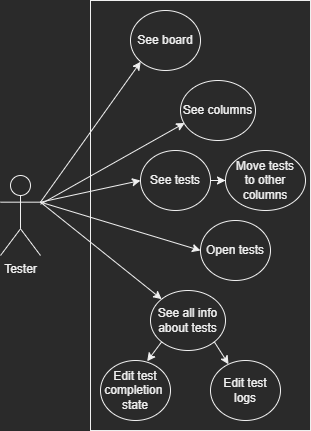 See board
See columns
See tests
Move tests
to other
columns
Tester
Open tests
See all info
about tests
Edit test
completion
state
Edit test
logs